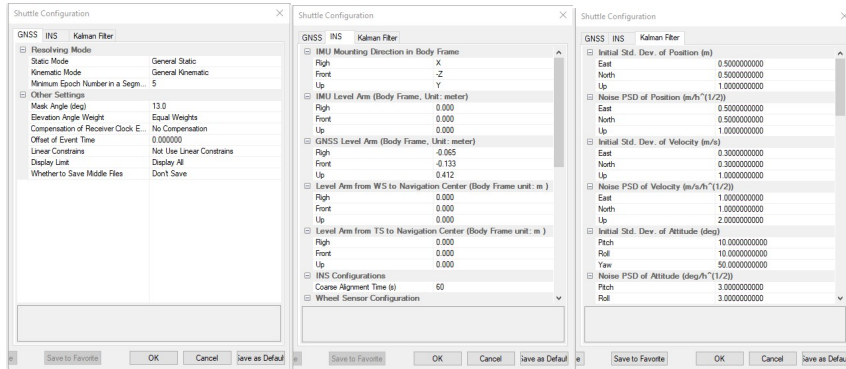 Shuttle Configuration
GNSS INS Kalman Filter
Resolving Mode
Static Mode General Static
Kinematic Mode General Kinematic
Minimum Epoch Number in a Segm... 5
Other Settings
Mask Angle (deg) 13.0
Elevation Angle Weight Equal Weights
Compensation of Receiver Clock E... No Compensation
Offset of Event Time 0.000000
Linear Constrains Not Use Linear Constrains
Display Limit Display All
Whether to Save Middle Files Don't Save
e Save to Favorite OK Cancel Save as Defaul
Shuttle Configuration
GNSS INS Kalman Filter
IMU Mounting Direction in Body Frame
Righ X
Front -Z
Up Y
IMU Level Arm (Body Frame, Unit: meter)
Righ 0.000
Front 0.000
Up 0.000
GNSS Level Arm (Body Frame, Unit: meter)
Righ -0.065
Front -0.133
Up 0.412
Level Arm from WS to Navigation Center (Body Frame unit: m )
Righ 0.000
Front 0.000
Up 0.000
Level Arm from TS to Navigation Center (Body Frame unit: m )
Righ 0.000
Front 0.000
Up 0.000
INS Configurations
Coarse Alignment Time (s) 60
Wheel Sensor Configuration
e Save to Favorite OK Cancel Save as Defaul
Shuttle Configuration
GNSS INS Kalman Filter
Initial Std. Dev. of Position (m)
East 0.5000000000
North 0.5000000000
Up 1.0000000000
Noise PSD of Position (m/h^(1/2))
East 0.5000000000
North 0.5000000000
Up 1.0000000000
Initial Std. Dev. of Velocity (m/s)
East 0.3000000000
North 0.3000000000
Up 1.0000000000
Noise PSD of Velocity (m/s/h^(1/2))
East 1.0000000000
North 1.0000000000
Up 2.0000000000
Initial Std. Dev. of Attitude (deg)
Pitch 10.0000000000
Roll 10.0000000000
Yaw 50.0000000000
Noise PSD of Attitude (deg/h^(1/2))
Pitch 3.0000000000
Roll 3.0000000000
e Save to Favorite OK Cancel Save as Defau